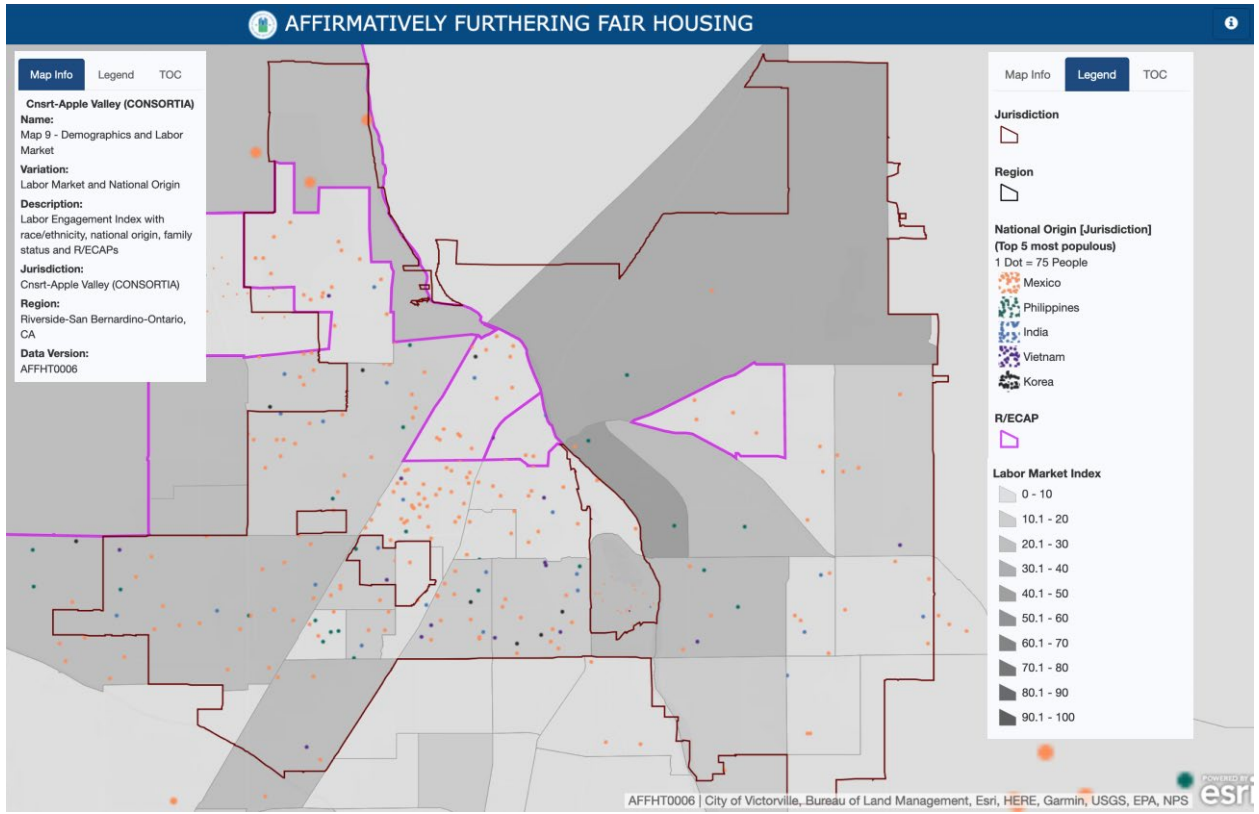 AFFIRMATIVELY FURTHERING FAIR HOUSING
Map Info Legend TOC
Cnsrt-Apple Valley (CONSORTIA)
Name:
Map 9 - Demographics and Labor
Market
Variation:
Labor Market and National Origin
Description:
Labor Engagement Index with
race/ethnicity, national origin, family
status and R/ECAPs
Jurisdiction:
Cnsrt-Apple Valley (CONSORTIA)
Region:
Riverside-San Bernardino-Ontario,
CA
Data Version:
AFFHT0006
Map Info Legend TOC
Jurisdiction
Region
National Origin [Jurisdiction]
(Top 5 most populous)
1 Dot = 75 People
Mexico
Philippines
India
Vietnam
Korea
R/ECAP
Labor Market Index
0 - 10
10.1 - 20
20.1 - 30
30.1 - 40
40.1 - 50
50.1 - 60
60.1 - 70
70.1 - 80
80.1 - 90
90.1 - 100
AFFHT0006 | City of Victorville, Bureau of Land Management, Esri, HERE, Garmin, USGS, EPA, NPS
POWERED BY
esri